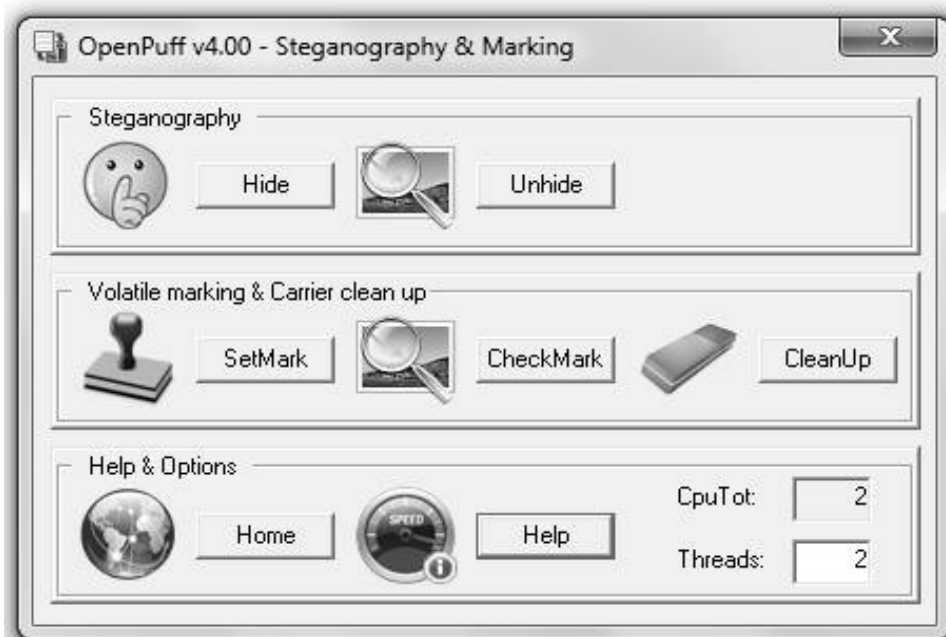 OpenPuff v4.00 - Steganography & Marking
X
Steganography
Hide
Unhide
Volatile marking & Carrier clean up
SetMark
CheckMark
CleanUp
Help & Options
Home
SPEED
i
Help
CpuTot: 2
Threads: 2